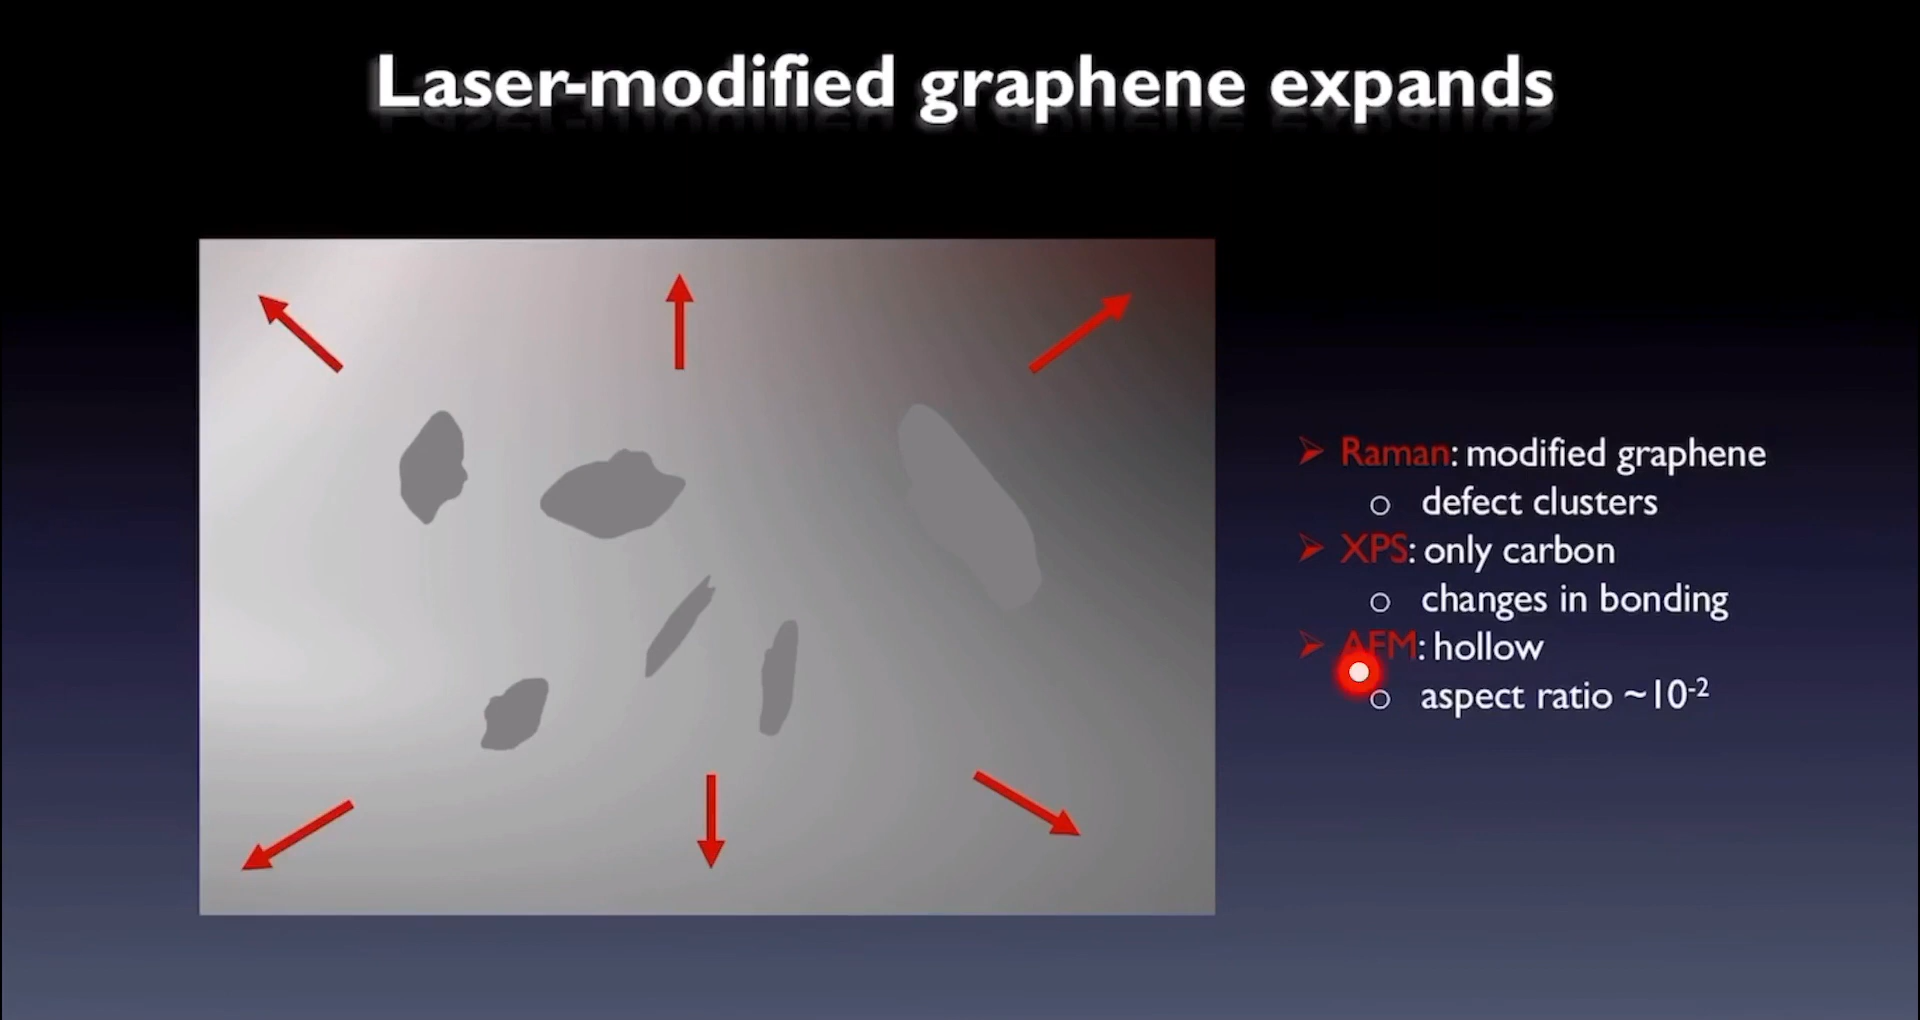 Laser-modified graphene expands
➢ Raman: modified graphene
o defect clusters
➢ XPS: only carbon
o changes in bonding
➢ AFM: hollow
o aspect ratio ~10⁻²